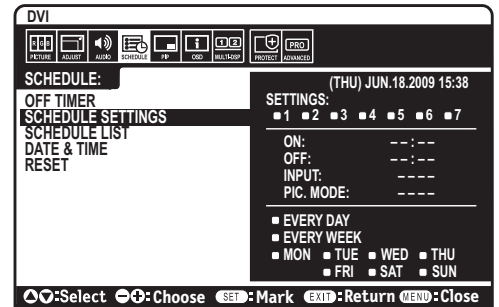 DVI
RGB
PICTURE ADJUST AUDIO SCHEDULE PIP OSD MULTI-DSP PROTECT ADVANCED
1 2
PRO
SCHEDULE:
OFF TIMER
SCHEDULE SETTINGS
SCHEDULE LIST
DATE & TIME
RESET
(THU) JUN.18.2009 15:38
SETTINGS:
1 2 3 4 5 6 7
ON: --:--
OFF: --:--
INPUT: ----
PIC. MODE: ----
EVERY DAY
EVERY WEEK
MON TUE WED THU
FRI SAT SUN
:Select :Choose SET:Mark EXIT:Return MENU:Close